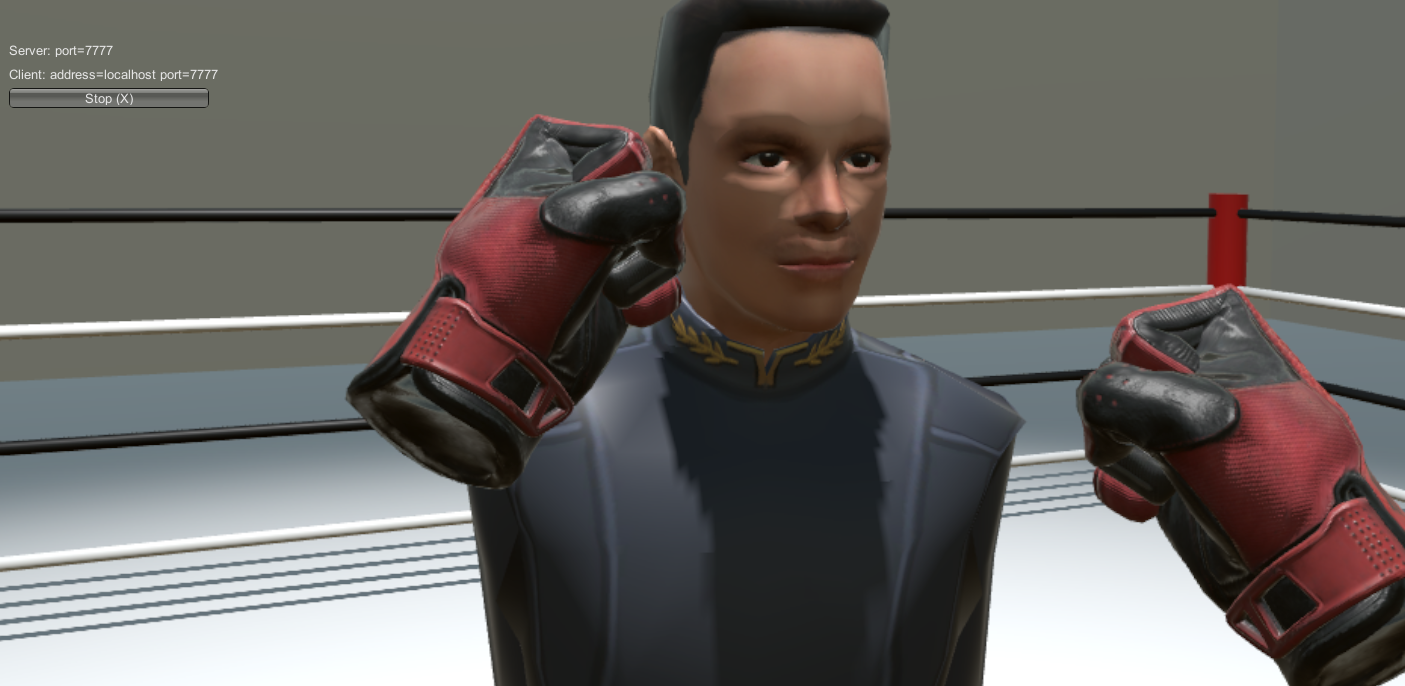 Server: port=7777
Client: address=localhost port=7777
Stop (X)